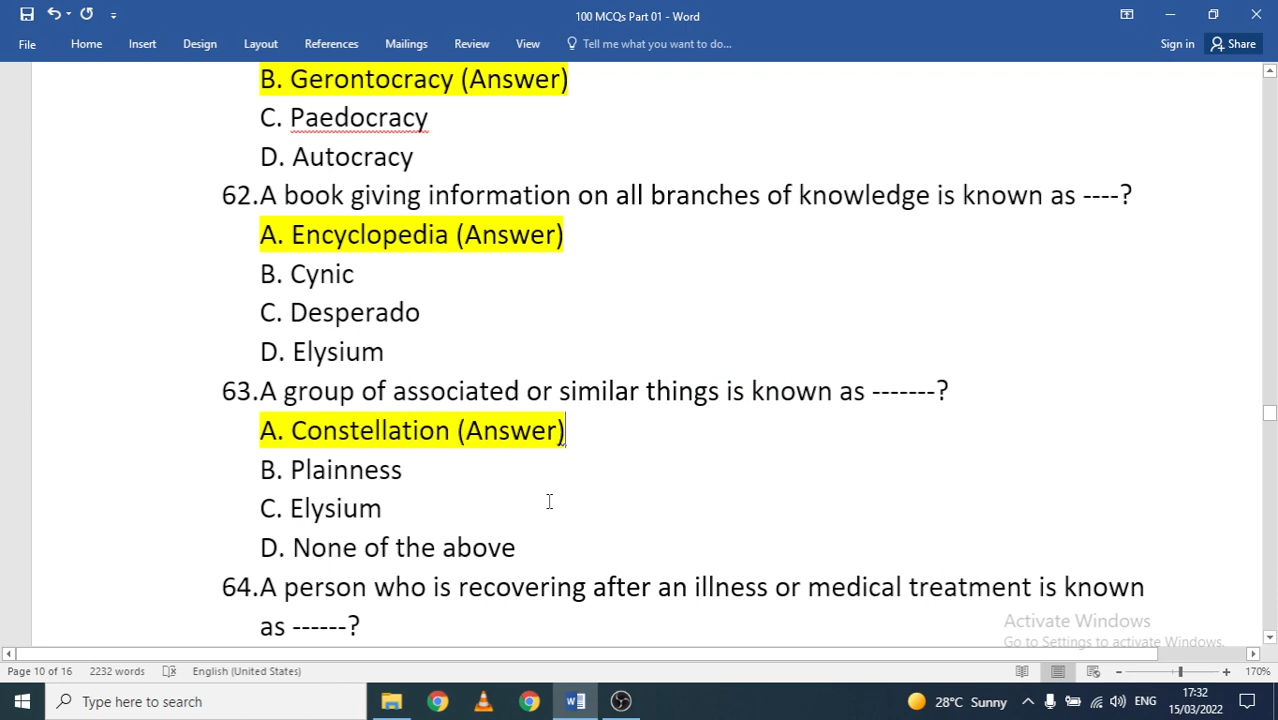 100 MCQs Part 01 - Word
File Home Insert Design Layout References Mailings Review View Tell me what you want to do... Sign in Share
B. Gerontocracy (Answer)
C. Paedocracy
D. Autocracy
62.A book giving information on all branches of knowledge is known as ----?
A. Encyclopedia (Answer)
B. Cynic
C. Desperado
D. Elysium
63.A group of associated or similar things is known as -------?
A. Constellation (Answer)
B. Plainness
C. Elysium
D. None of the above
64.A person who is recovering after an illness or medical treatment is known
as ------?
Activate Windows
Go to Settings to activate Windows.
Page 10 of 16 2232 words English (United States) 170%
Type here to search 28°C Sunny ENG 17:32
15/03/2022